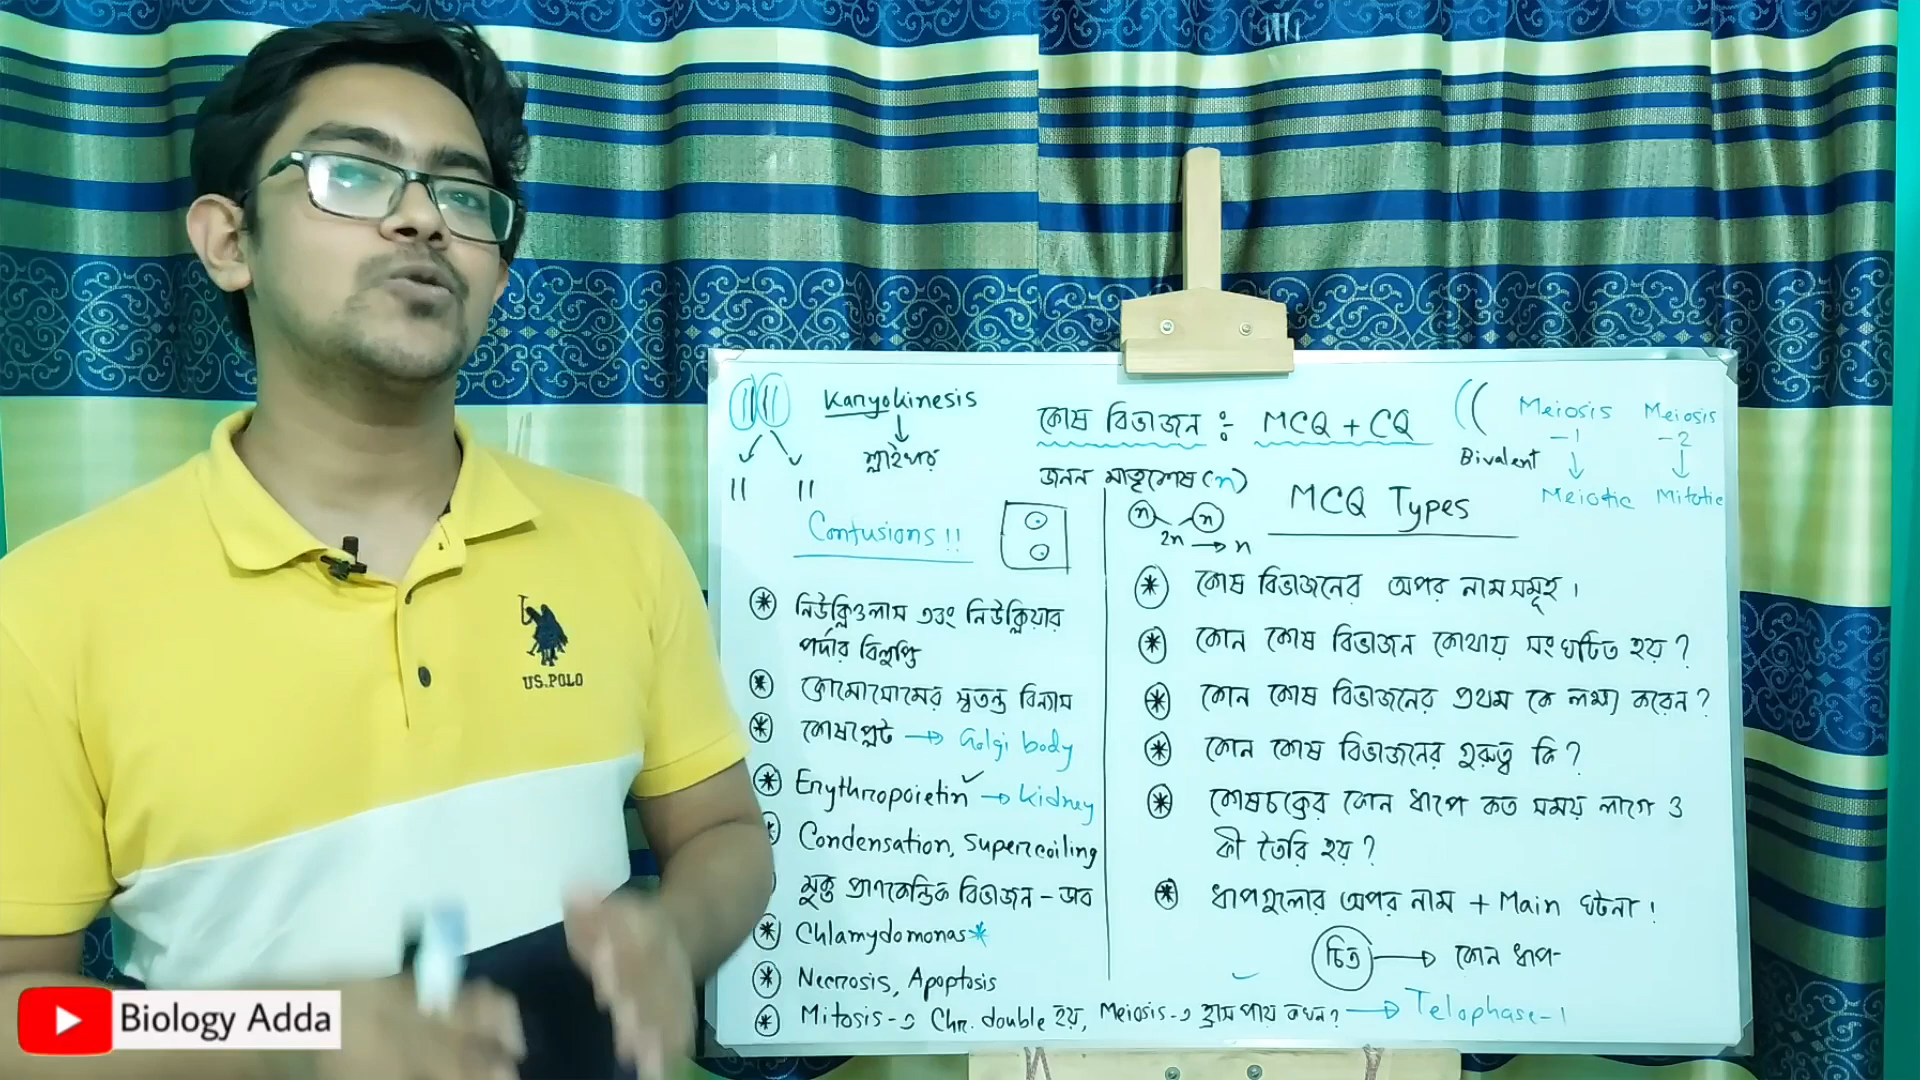 Karyokinesis
কোষ বিভাজন : MCQ + CQ
Meiosis Meiosis
-1 -2
Bivalent
Meiotic Mitotic
জনন মাতৃকোষ (n)
n n
2n → n
Confusions !!
* নিউক্লিওলাস এবং নিউক্লিয়ার
পর্দার বিলুপ্তি
* ক্রোমোসোমের স্বতন্ত্র বিন্যাস
* কোষপ্লেট → Golgi body
* Erythropoietin → Kidney
Condensation, Supercoiling
মুক্ত প্রাণকেন্দ্রিক বিভাজন - ডাব
* Chlamydomonas *
* Necrosis, Apoptosis
* Mitosis → Chr. double হয়, Meiosis → হ্রাস পায় কখন? → Telophase-1
MCQ Types
* কোষ বিভাজনের অপর নামসমূহ ।
* কোন কোষ বিভাজন কোথায় সংঘটিত হয় ?
* কোন কোষ বিভাজনের প্রথম কে লক্ষ্য করেন ?
* কোন কোষ বিভাজনের গুরুত্ব কি ?
* কোষচক্রের কোন ধাপে কত সময় লাগে ও
কী তৈরি হয় ?
* ধাপগুলোর অপর নাম + Main ঘটনা !
চিত্র → কোন ধাপ-
US.POLO
Biology Adda